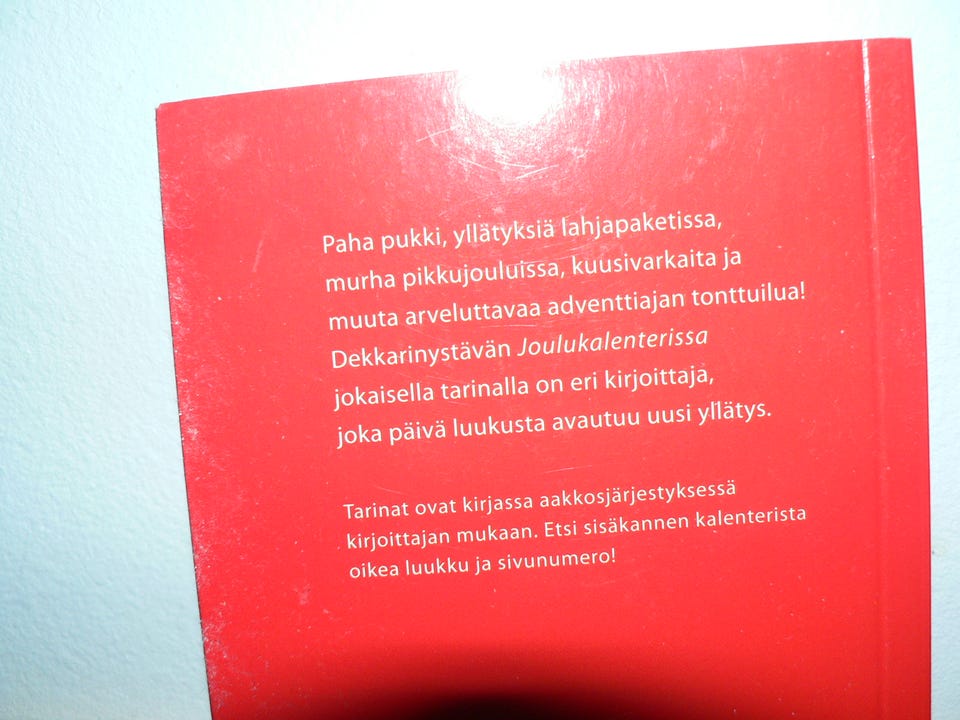 Paha pukki, yllätyksiä lahjapaketissa,
murha pikkujouluissa, kuusivarkaita ja
muuta arveluttavaa adventtiajan tonttuilua!
Dekkarinystävän Joulukalenterissa
jokaisella tarinalla on eri kirjoittaja,
joka päivä luukusta avautuu uusi yllätys.
Tarinat ovat kirjassa aakkosjärjestyksessä
kirjoittajan mukaan. Etsi sisäkannen kalenterista
oikea luukku ja sivunumero!